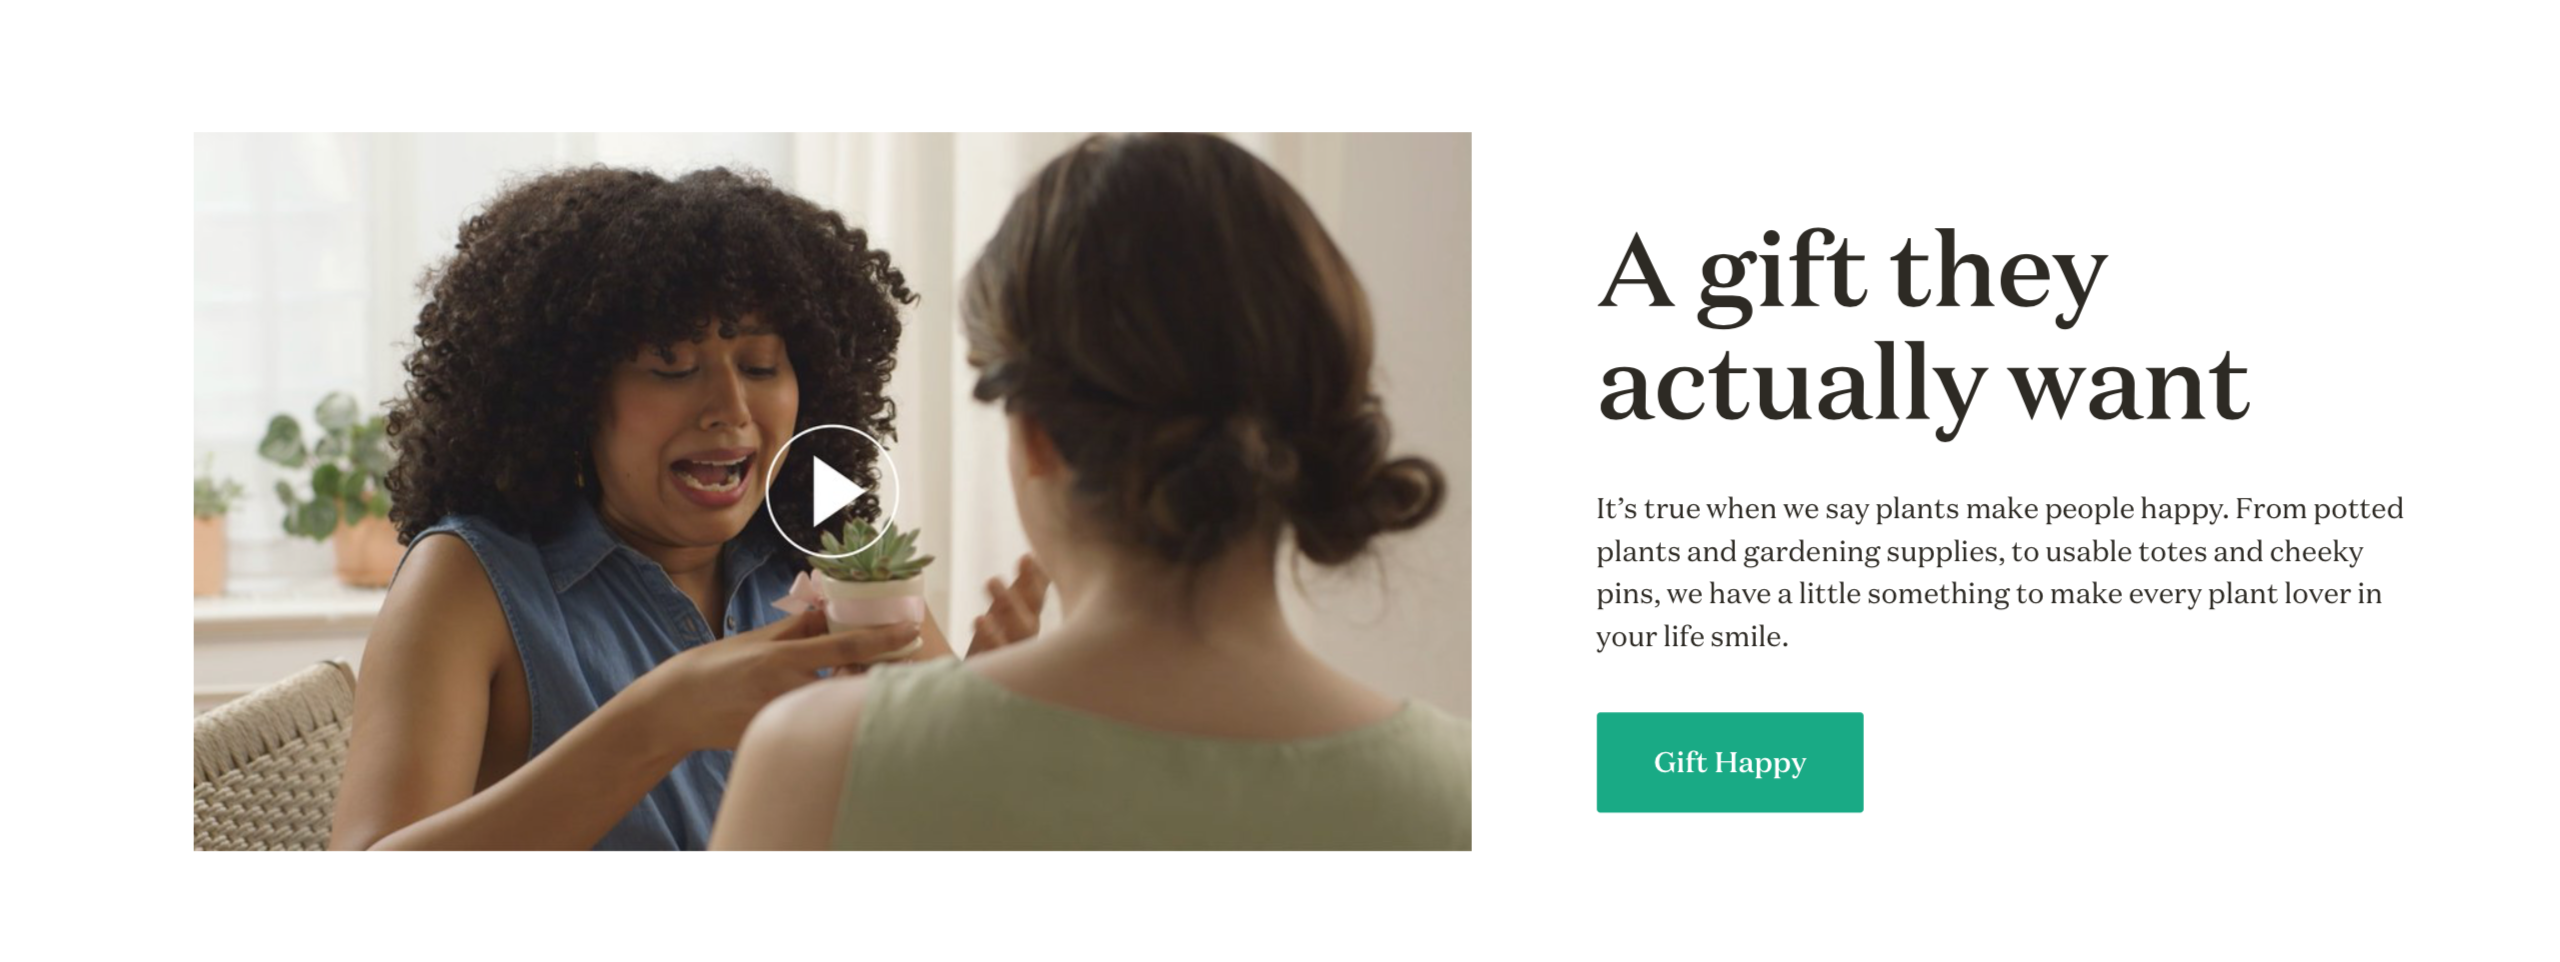 A gift they
actually want
It’s true when we say plants make people happy. From potted
plants and gardening supplies, to usable totes and cheeky
pins, we have a little something to make every plant lover in
your life smile.
Gift Happy